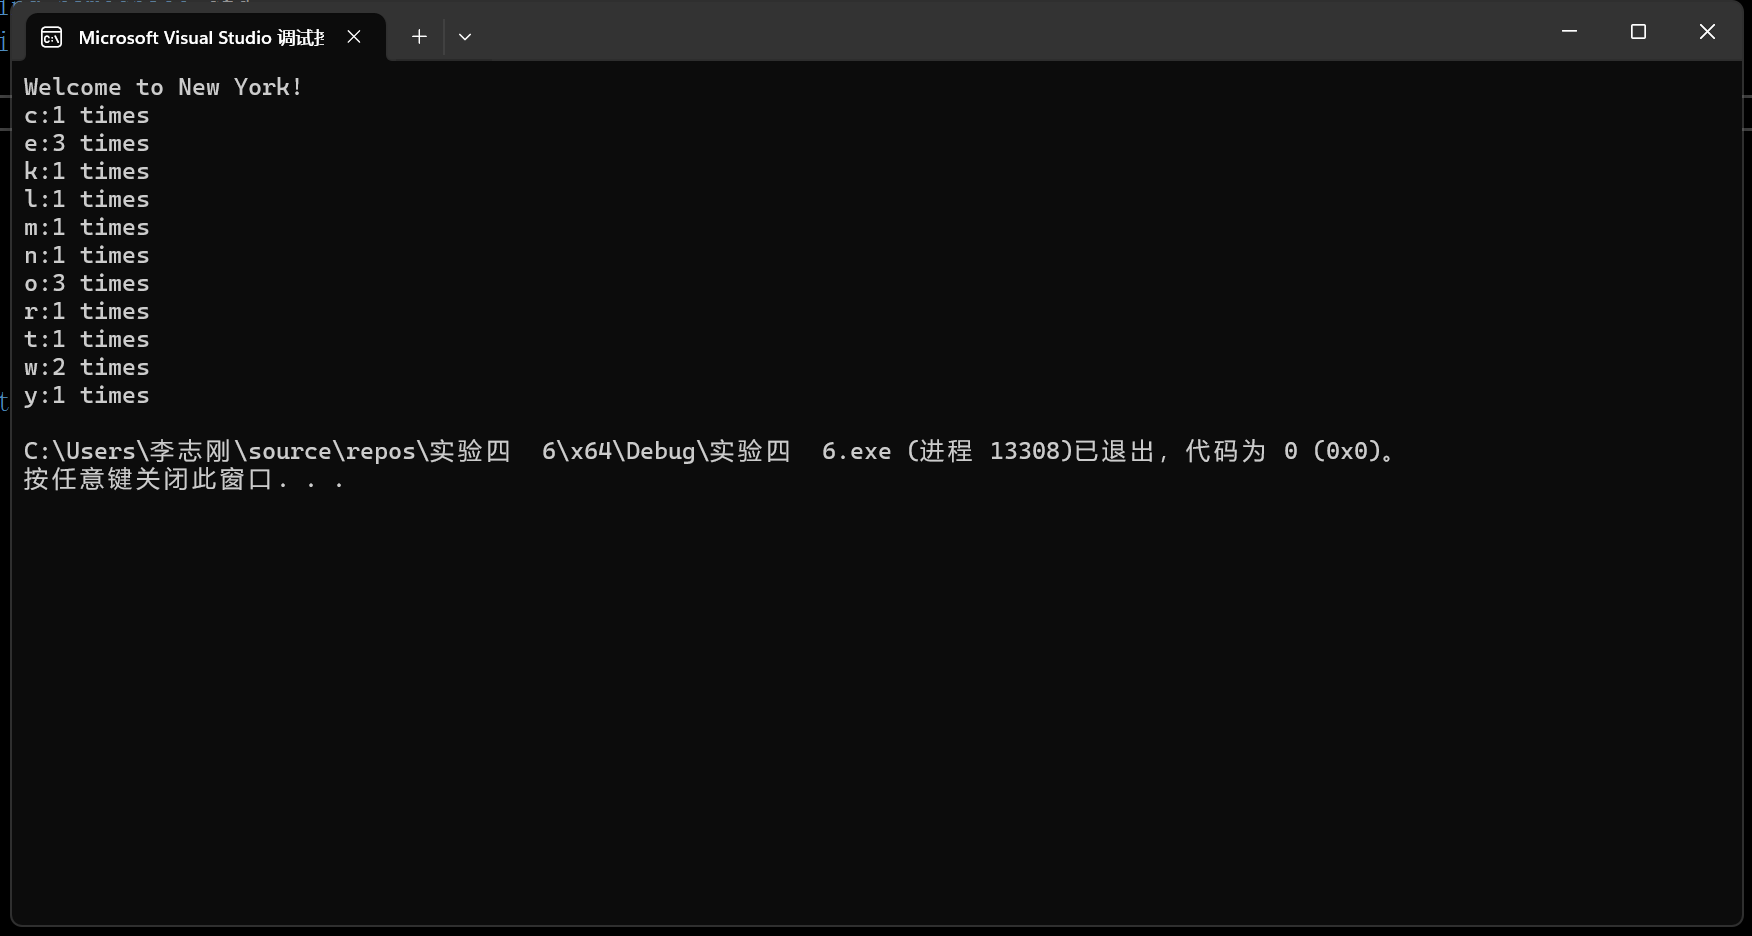 Microsoft Visual Studio 调试
Welcome to New York!
c:1 times
e:3 times
k:1 times
l:1 times
m:1 times
n:1 times
o:3 times
r:1 times
t:1 times
w:2 times
y:1 times
C:\Users\李志刚\source\repos\实验四  6\x64\Debug\实验四  6.exe (进程 13308)已退出，代码为 0 (0x0)。
按任意键关闭此窗口. . .